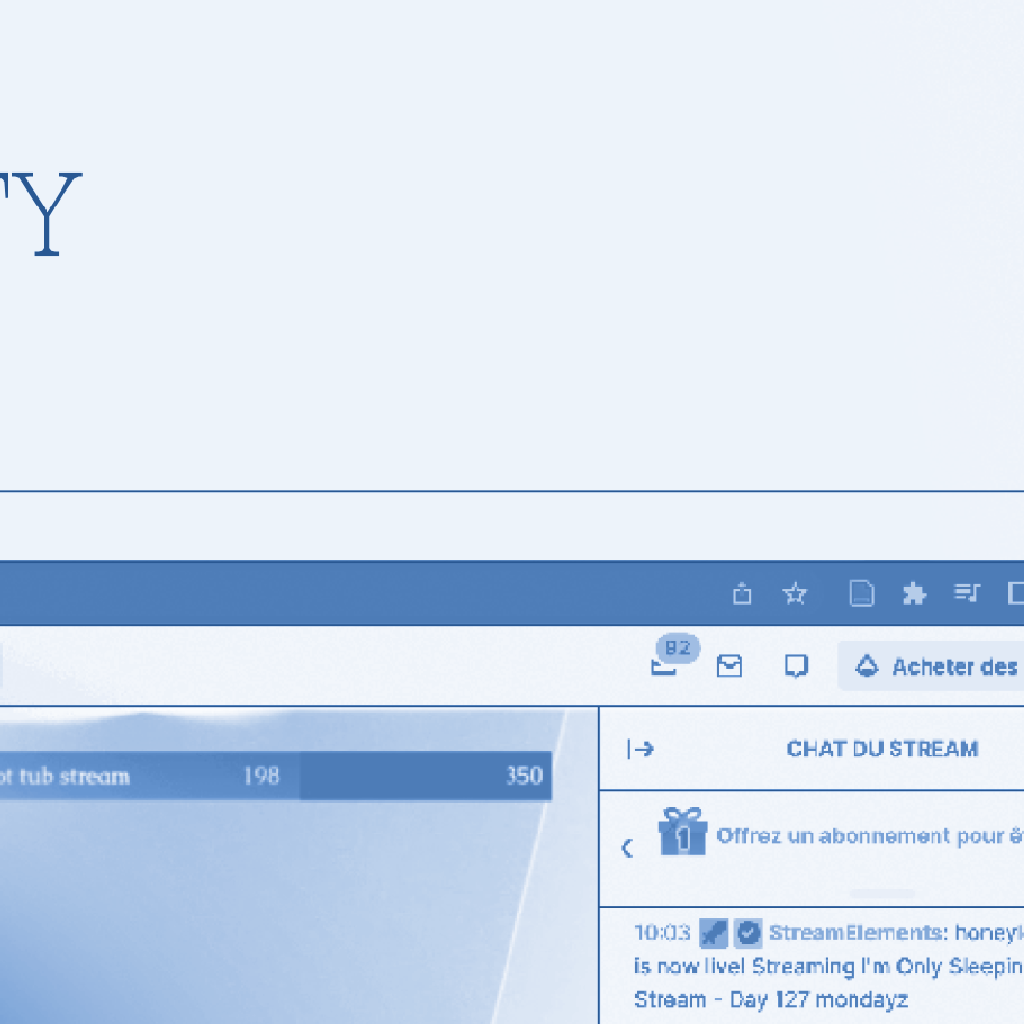 TY
82
Acheter des
ot tub stream 198 350
CHAT DU STREAM
1 Offrez un abonnement pour
10:03 StreamElements: honeyk
is now live! Streaming I'm Only Sleepin
Stream - Day 127 mondayz